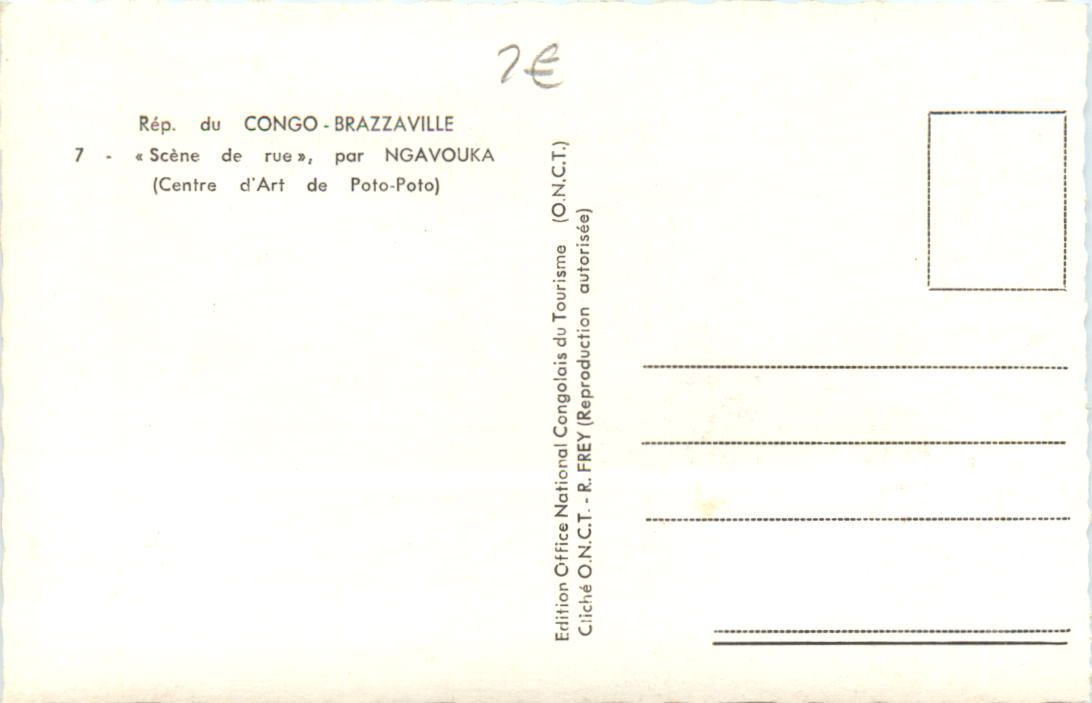 7€
Rép. du CONGO - BRAZZAVILLE
7 - « Scène de rue », par NGAVOUKA
(Centre d'Art de Poto-Poto)
Edition Office National Congolais du Tourisme (O.N.C.T.)
Cliché O.N.C.T. - R. FREY (Reproduction autorisée)